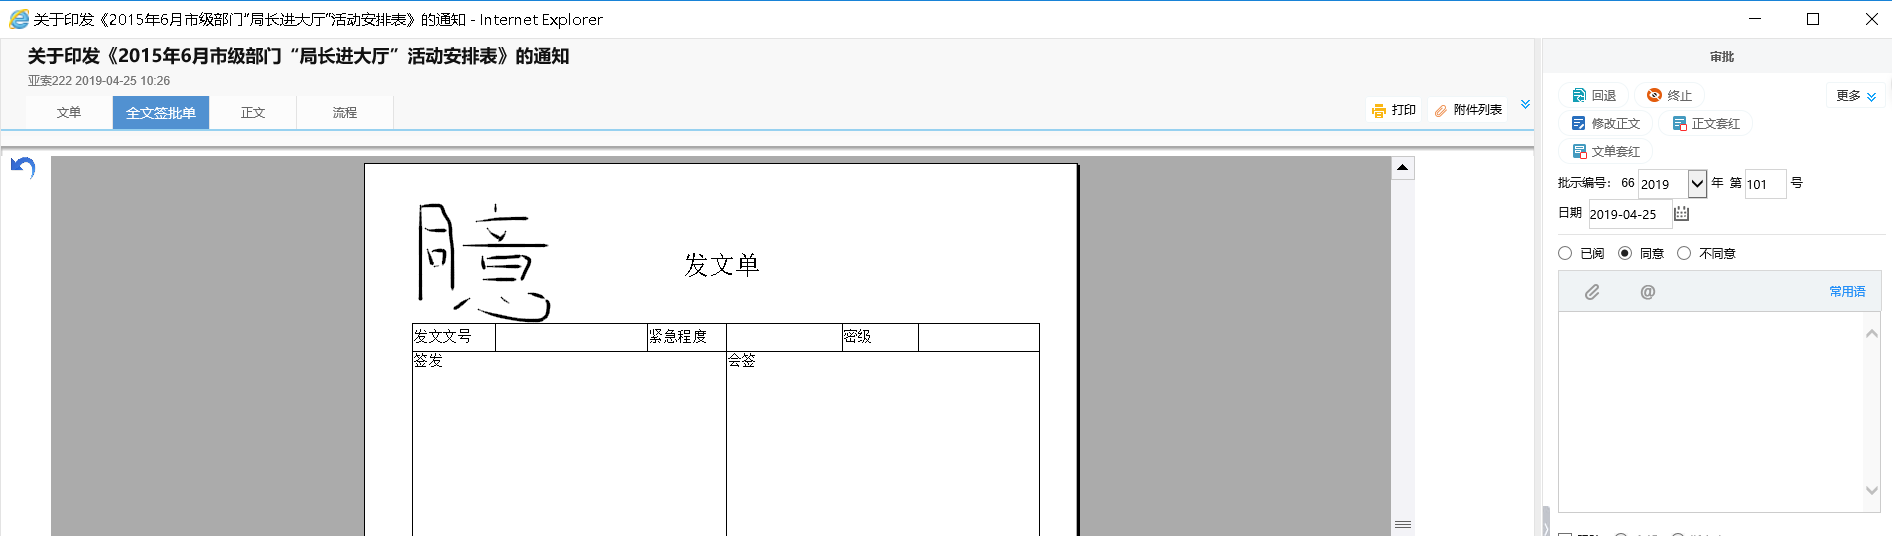 关于印发《2015年6月市级部门“局长进大厅”活动安排表》的通知 - Internet Explorer
关于印发《2015年6月市级部门“局长进大厅”活动安排表》的通知
亚索222 2019-04-25 10:26
文单 全文签批单 正文 流程
打印 附件列表
同意
发文单
发文文号 紧急程度 密级
签发 会签
审批
回退 终止 更多
修改正文 正文套红
文单套红
批示编号： 66 2019 年 第 101 号
日期 2019-04-25
已阅 同意 不同意
@ 常用语